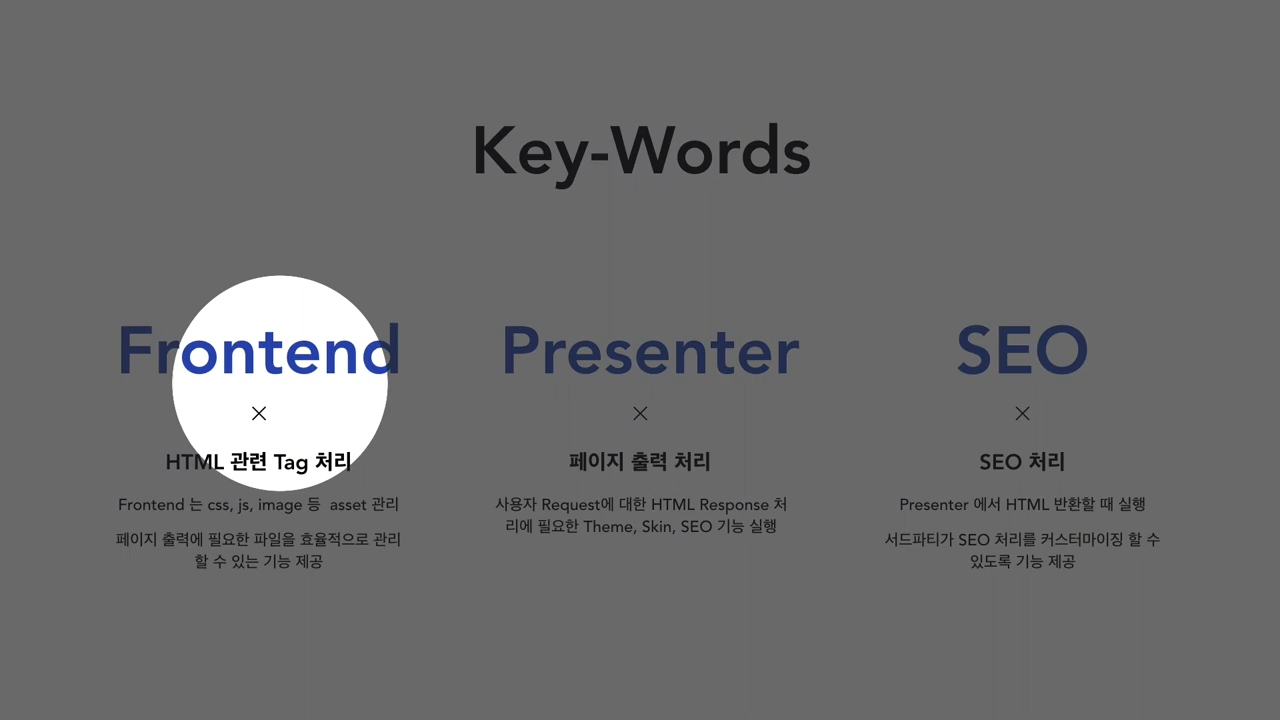 Key-Words
Frontend
HTML 관련 Tag 처리
Frontend 는 css, js, image 등 asset 관리
페이지 출력에 필요한 파일을 효율적으로 관리
할 수 있는 기능 제공
Presenter
페이지 출력 처리
사용자 Request에 대한 HTML Response 처
리에 필요한 Theme, Skin, SEO 기능 실행
SEO
SEO 처리
Presenter 에서 HTML 반환할 때 실행
서드파티가 SEO 처리를 커스터마이징 할 수
있도록 기능 제공